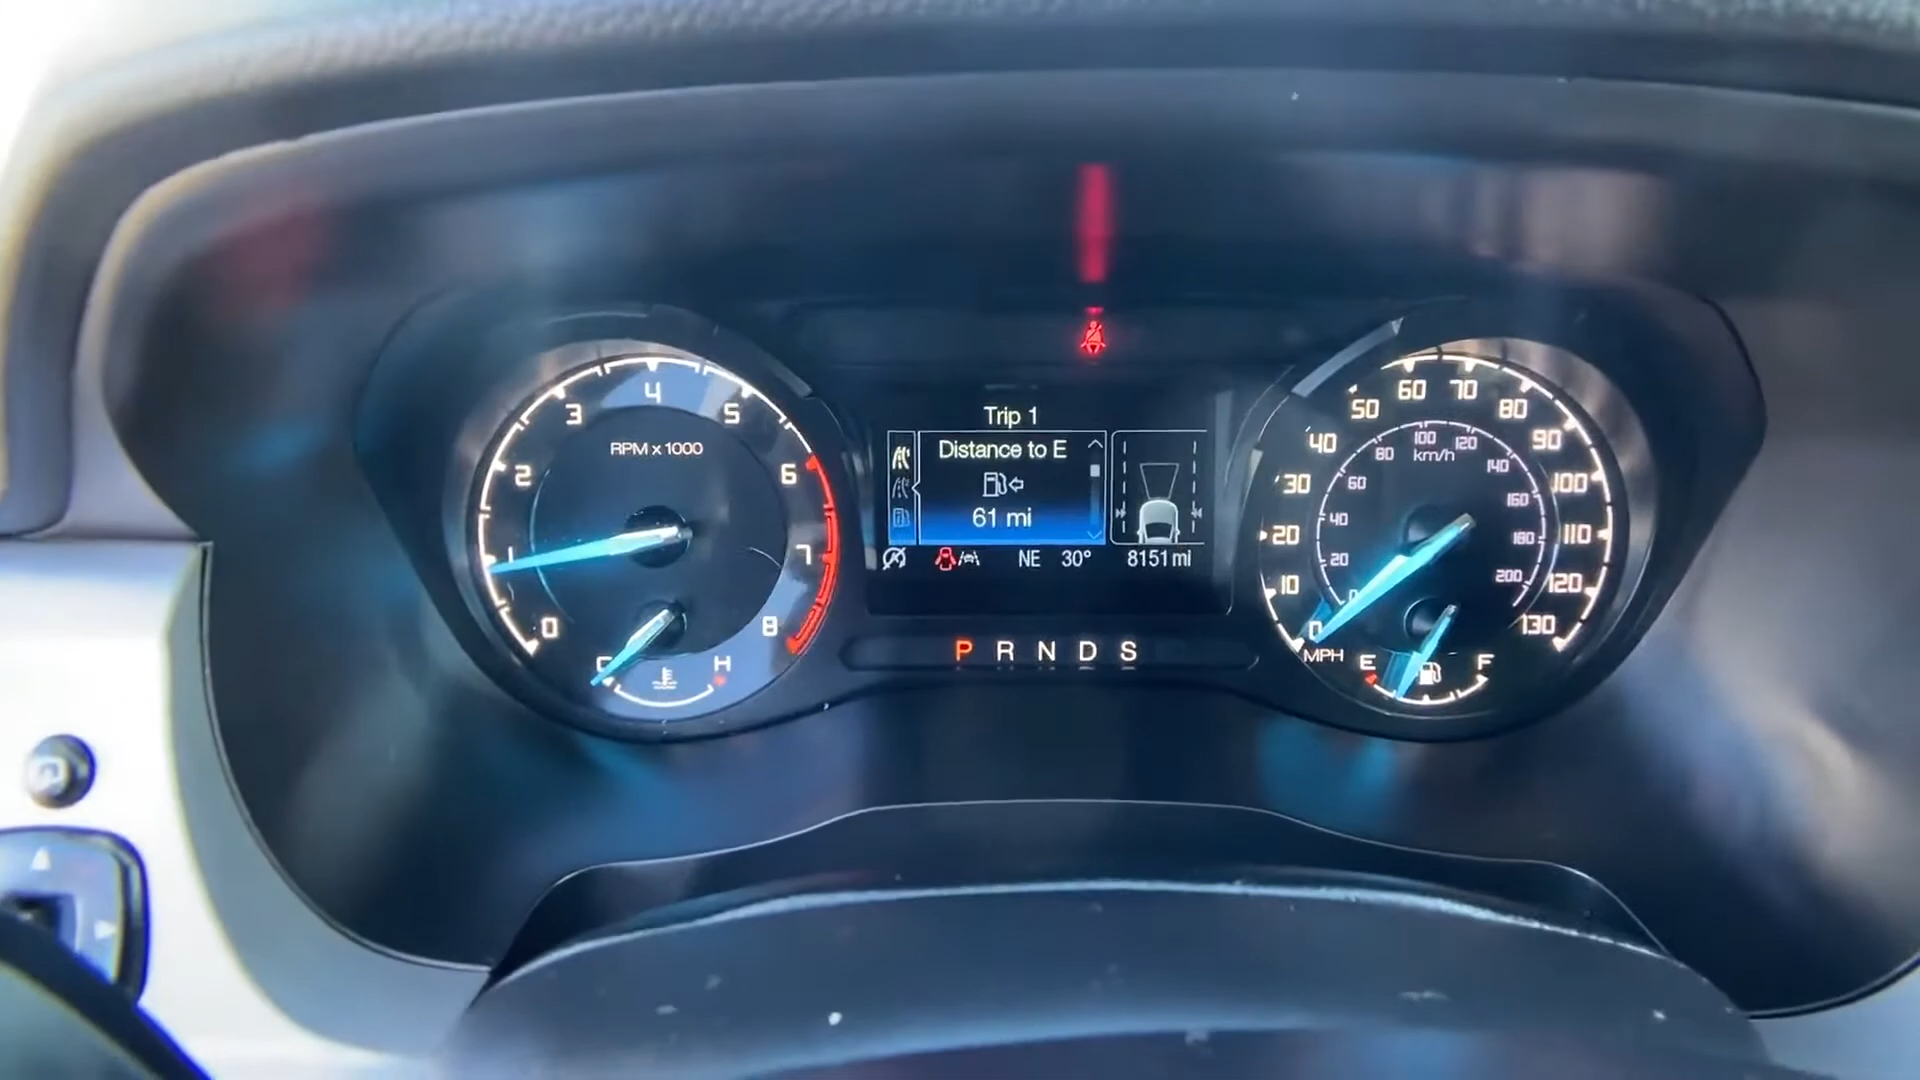 4
3
5
RPM x 1000
2
6
1
7
0
8
C
H
Trip 1
Distance to E
61 mi
NE 30° 8151 mi
P R N D S
60 70
50 80
40 90
30 100
20 110
10 120
0 130
MPH
100
80 120
km/h
60 140
40 160
20 180
0 200
E F